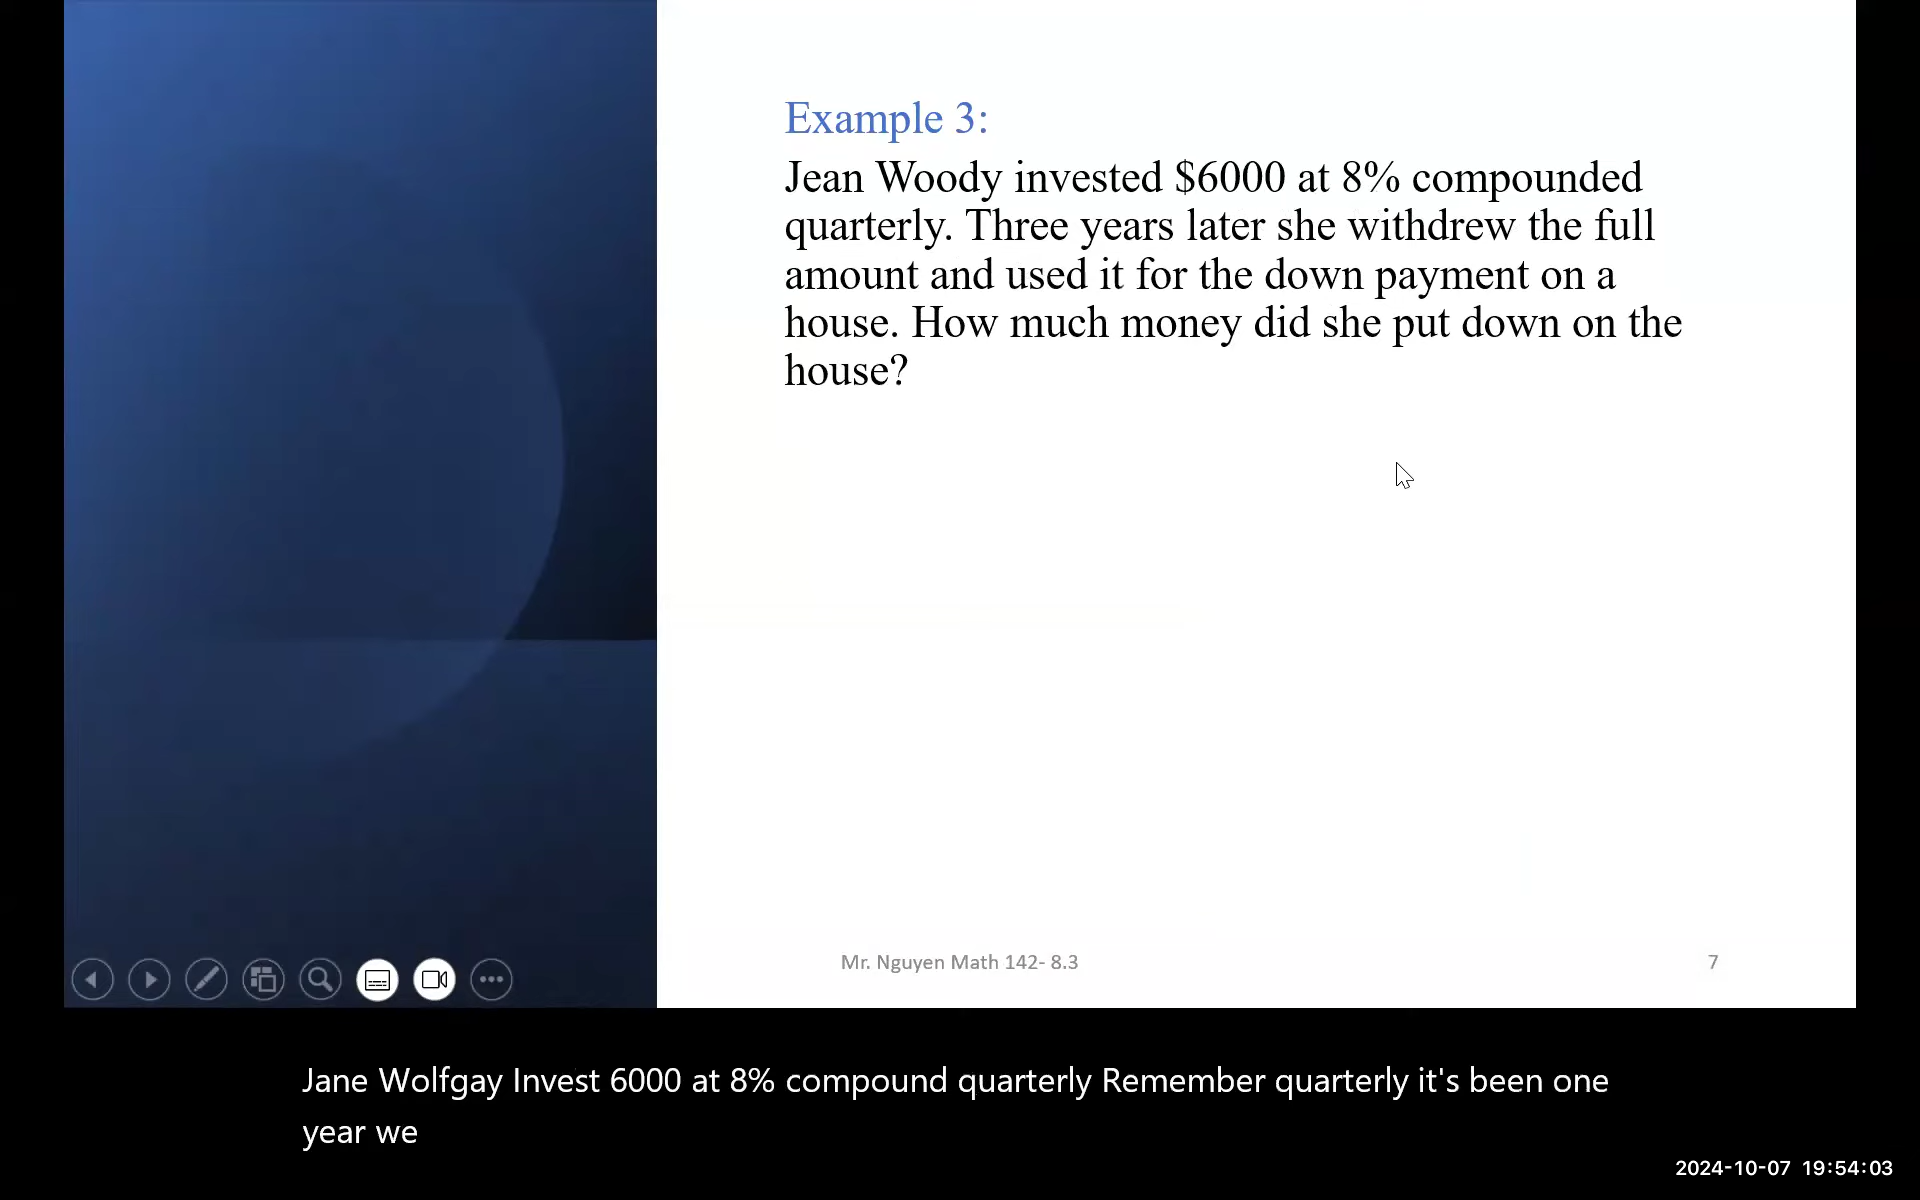 Example 3:
Jean Woody invested $6000 at 8% compounded
quarterly. Three years later she withdrew the full
amount and used it for the down payment on a
house. How much money did she put down on the
house?
Mr. Nguyen Math 142- 8.3
7
Jane Wolfgay Invest 6000 at 8% compound quarterly Remember quarterly it's been one
year we
2024-10-07 19:54:03